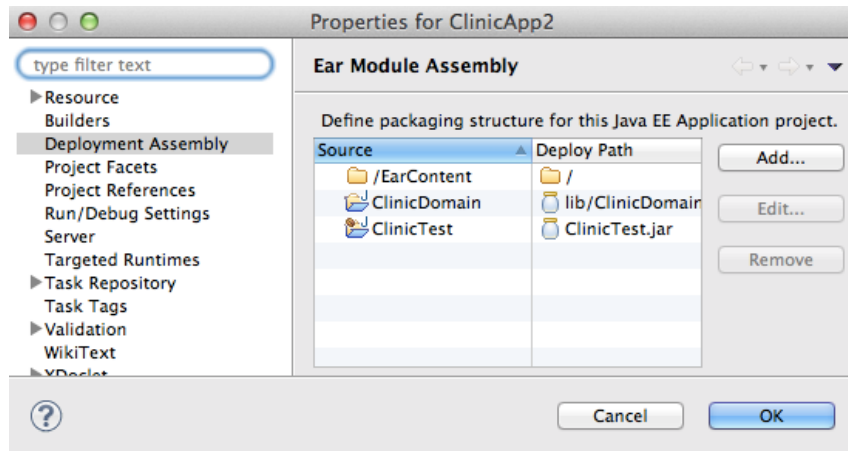 Properties for ClinicApp2
type filter text
Resource
Builders
Deployment Assembly
Project Facets
Project References
Run/Debug Settings
Server
Targeted Runtimes
Task Repository
Task Tags
Validation
WikiText
XDoclet
Ear Module Assembly
Define packaging structure for this Java EE Application project.
Source Deploy Path
/EarContent /
ClinicDomain lib/ClinicDomain
ClinicTest ClinicTest.jar
Add...
Edit...
Remove
?
Cancel OK